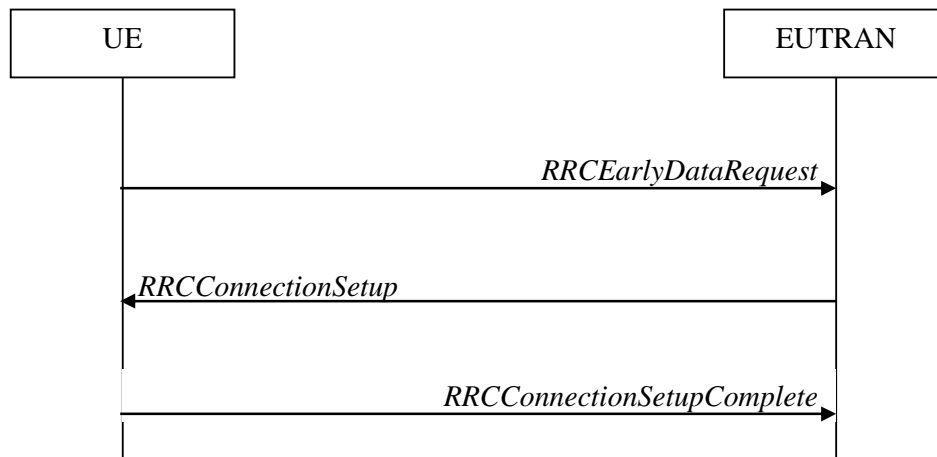 UE
EUTRAN
RRCEarlyDataRequest
RRCConnectionSetup
RRCConnectionSetupComplete